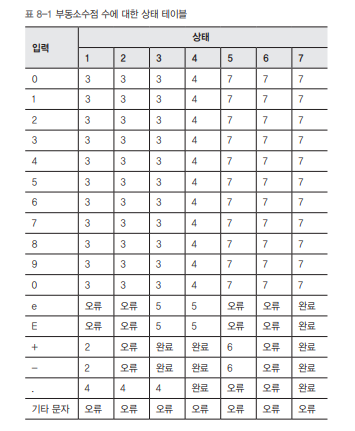 표 8-1 부동소수점 수에 대한 상태 테이블
입력 상태
1 2 3 4 5 6 7
0 3 3 3 4 7 7 7
1 3 3 3 4 7 7 7
2 3 3 3 4 7 7 7
3 3 3 3 4 7 7 7
4 3 3 3 4 7 7 7
5 3 3 3 4 7 7 7
6 3 3 3 4 7 7 7
7 3 3 3 4 7 7 7
8 3 3 3 4 7 7 7
9 3 3 3 4 7 7 7
0 3 3 3 4 7 7 7
e 오류 오류 5 5 오류 오류 완료
E 오류 오류 5 5 오류 오류 완료
+ 2 오류 완료 완료 6 오류 완료
- 2 오류 완료 완료 6 오류 완료
. 4 4 4 완료 오류 오류 완료
기타 문자 오류 오류 오류 오류 오류 오류 오류